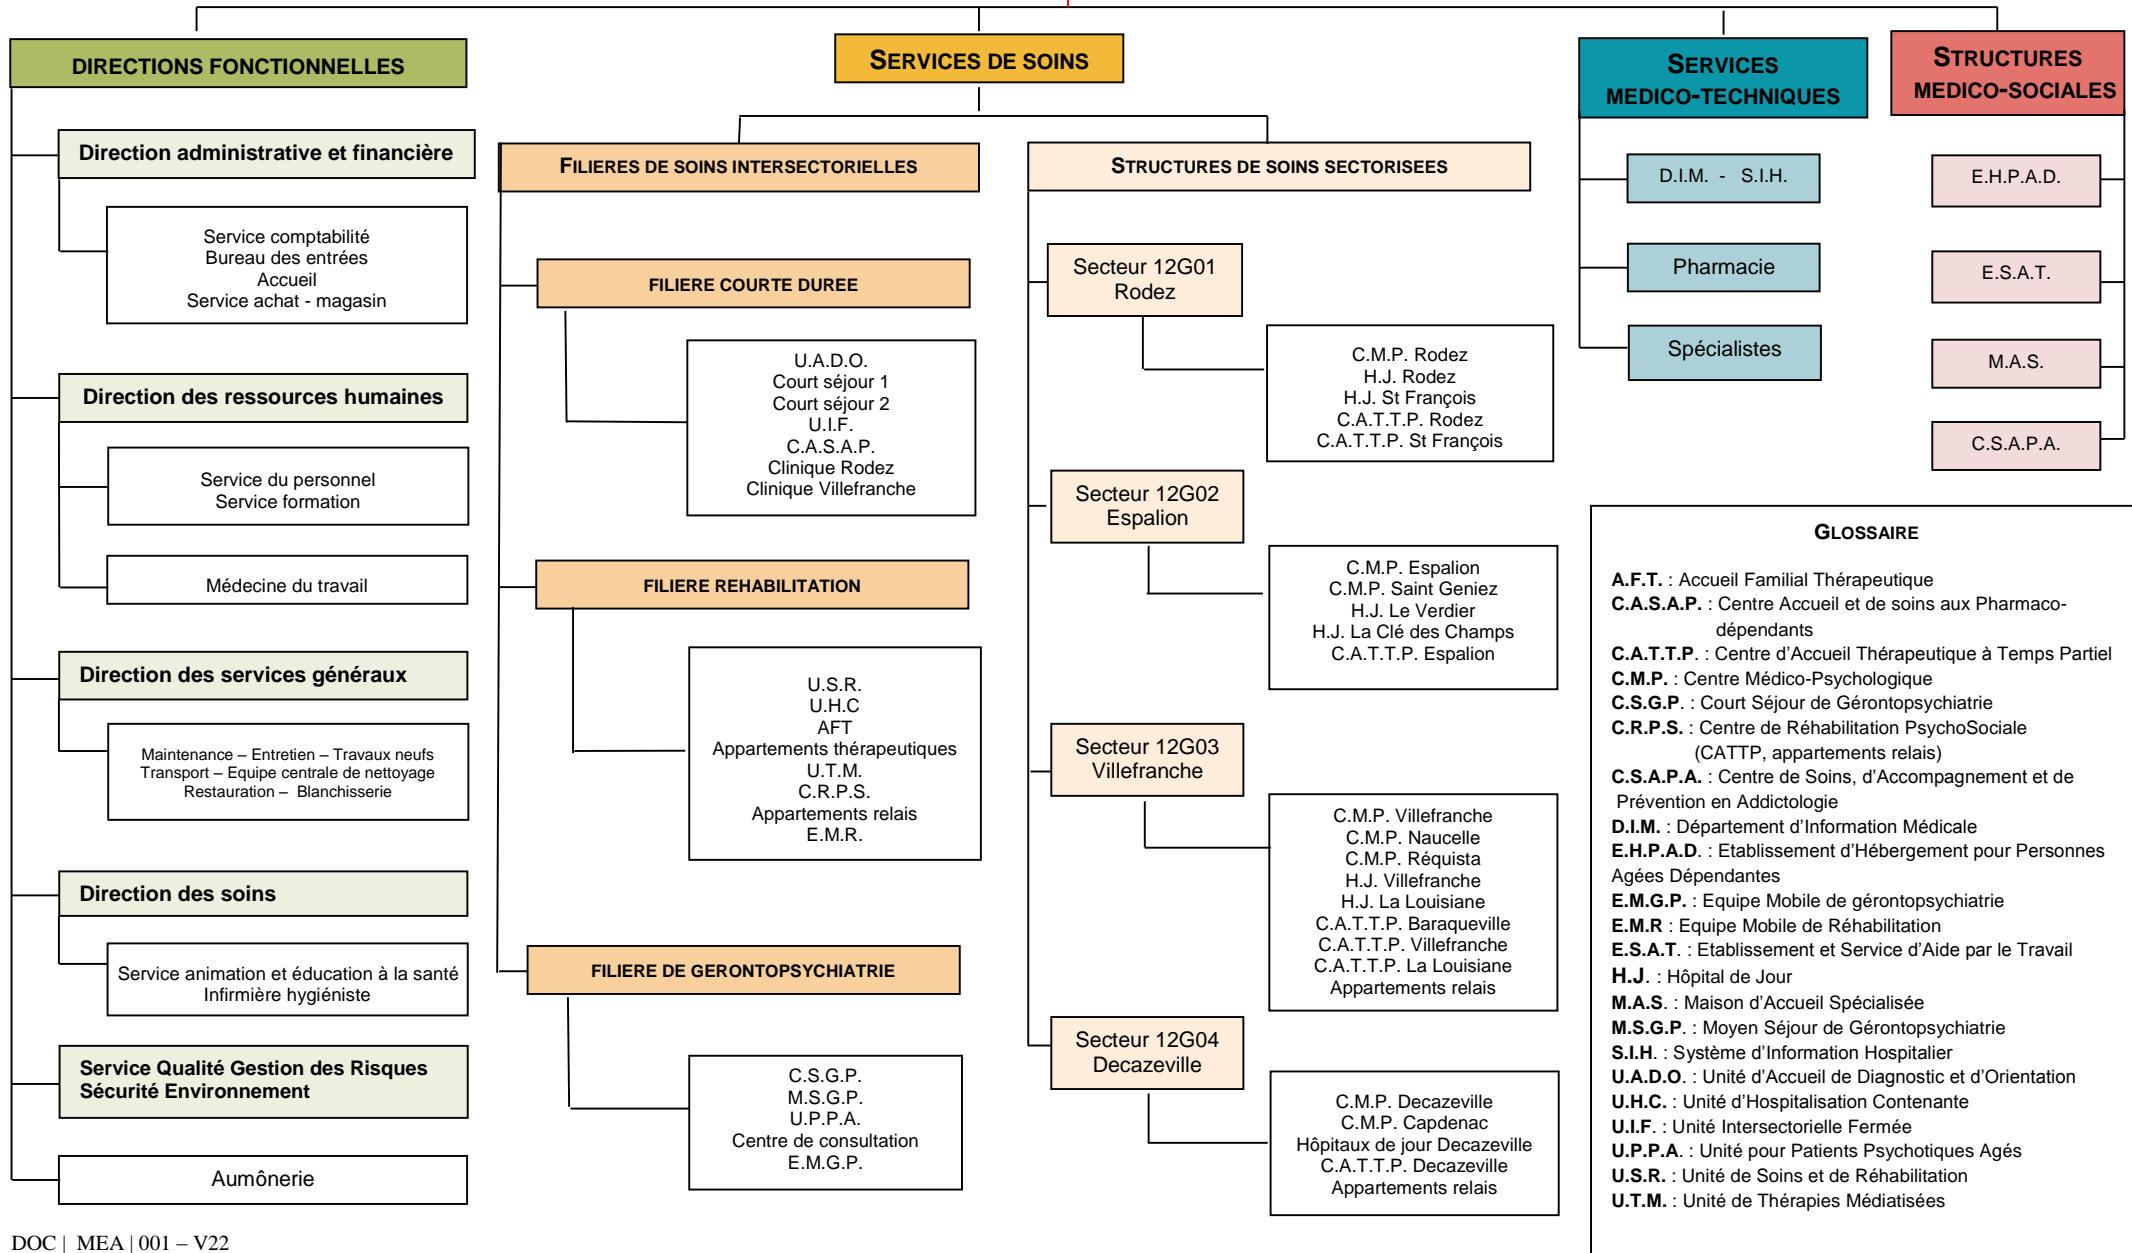 DIRECTIONS FONCTIONNELLES
Direction administrative et financière
Service comptabilité
Bureau des entrées
Accueil
Service achat - magasin
Direction des ressources humaines
Service du personnel
Service formation
Médecine du travail
Direction des services généraux
Maintenance – Entretien – Travaux neufs
Transport – Equipe centrale de nettoyage
Restauration – Blanchisserie
Direction des soins
Service animation et éducation à la santé
Infirmière hygiéniste
Service Qualité Gestion des Risques
Sécurité Environnement
Aumônerie
SERVICES DE SOINS
FILIERES DE SOINS INTERSECTORIELLES
FILIERE COURTE DUREE
U.A.D.O.
Court séjour 1
Court séjour 2
U.I.F.
C.A.S.A.P.
Clinique Rodez
Clinique Villefranche
FILIERE REHABILITATION
U.S.R.
U.H.C
AFT
Appartements thérapeutiques
U.T.M.
C.R.P.S.
Appartements relais
E.M.R.
FILIERE DE GERONTOPSYCHIATRIE
C.S.G.P.
M.S.G.P.
U.P.P.A.
Centre de consultation
E.M.G.P.
STRUCTURES DE SOINS SECTORISEES
Secteur 12G01
Rodez
C.M.P. Rodez
H.J. Rodez
H.J. St François
C.A.T.T.P. Rodez
C.A.T.T.P. St François
Secteur 12G02
Espalion
C.M.P. Espalion
C.M.P. Saint Geniez
H.J. Le Verdier
H.J. La Clé des Champs
C.A.T.T.P. Espalion
Secteur 12G03
Villefranche
C.M.P. Villefranche
C.M.P. Naucelle
C.M.P. Réquista
H.J. Villefranche
H.J. La Louisiane
C.A.T.T.P. Baraqueville
C.A.T.T.P. Villefranche
C.A.T.T.P. La Louisiane
Appartements relais
Secteur 12G04
Decazeville
C.M.P. Decazeville
C.M.P. Capdenac
Hôpitaux de jour Decazeville
C.A.T.T.P. Decazeville
Appartements relais
SERVICES
MEDICO-TECHNIQUES
D.I.M. - S.I.H.
Pharmacie
Spécialistes
STRUCTURES
MEDICO-SOCIALES
E.H.P.A.D.
E.S.A.T.
M.A.S.
C.S.A.P.A.
GLOSSAIRE
A.F.T. : Accueil Familial Thérapeutique
C.A.S.A.P. : Centre Accueil et de soins aux Pharmaco-
dépendants
C.A.T.T.P. : Centre d'Accueil Thérapeutique à Temps Partiel
C.M.P. : Centre Médico-Psychologique
C.S.G.P. : Court Séjour de Gérontopsychiatrie
C.R.P.S. : Centre de Réhabilitation PsychoSociale
(CATTP, appartements relais)
C.S.A.P.A. : Centre de Soins, d'Accompagnement et de
Prévention en Addictologie
D.I.M. : Département d'Information Médicale
E.H.P.A.D. : Etablissement d'Hébergement pour Personnes
Agées Dépendantes
E.M.G.P. : Equipe Mobile de gérontopsychiatrie
E.M.R : Equipe Mobile de Réhabilitation
E.S.A.T. : Etablissement et Service d'Aide par le Travail
H.J. : Hôpital de Jour
M.A.S. : Maison d'Accueil Spécialisée
M.S.G.P. : Moyen Séjour de Gérontopsychiatrie
S.I.H. : Système d'Information Hospitalier
U.A.D.O. : Unité d'Accueil de Diagnostic et d'Orientation
U.H.C. : Unité d'Hospitalisation Contenante
U.I.F. : Unité Intersectorielle Fermée
U.P.P.A. : Unité pour Patients Psychotiques Agés
U.S.R. : Unité de Soins et de Réhabilitation
U.T.M. : Unité de Thérapies Médiatisées
DOC | MEA | 001 – V22